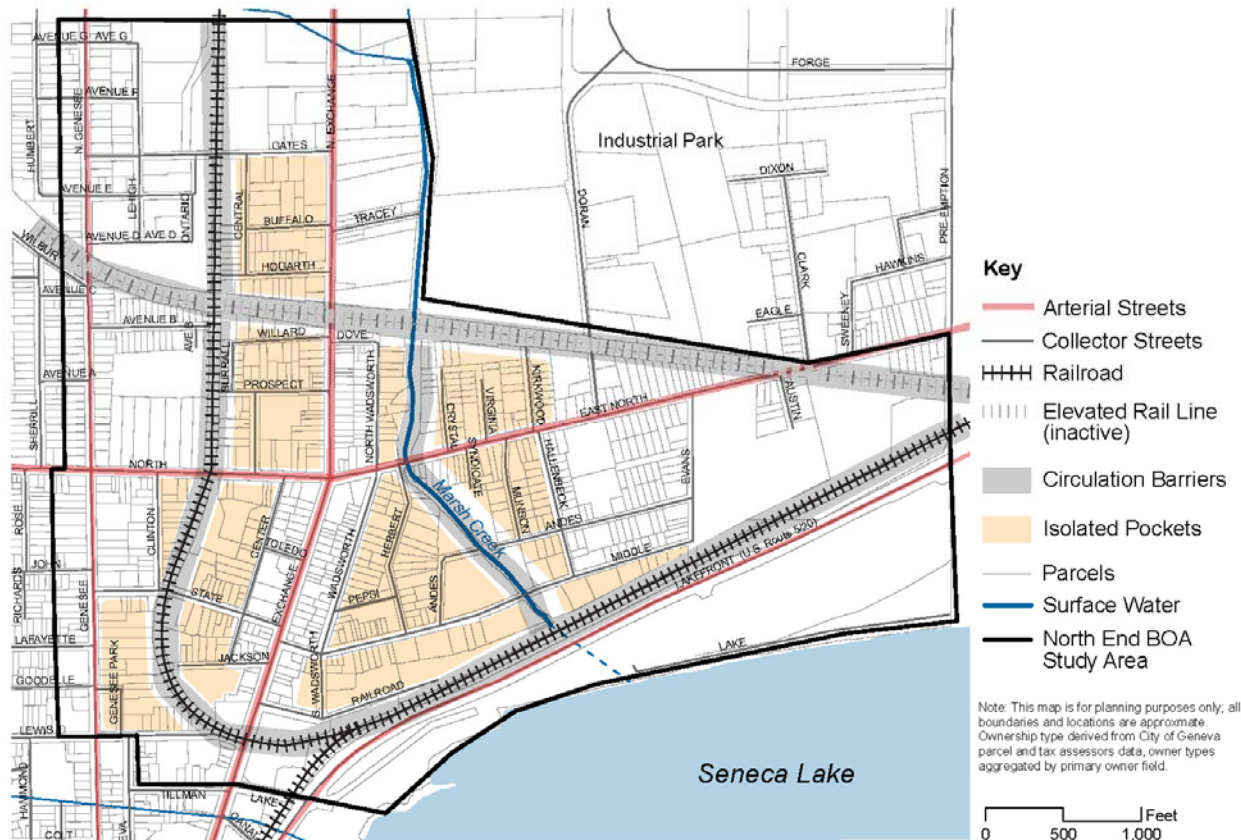 AVENUE G
AVE G
FORGE
HUMBERT
N. GENESEE
AVENUE F
N. EXCHANGE
Industrial Park
GATES
DIXON
AVENUE E
LEHIGH
ONTARIO
CENTRAL
BUFFALO
TRACEY
DORAN
PRE-EMPTION
WILBUR
AVENUE D
AVE D
HOGARTH
CLARK
HAWKINS
AVENUE C
AVENUE B
AVE B
WILLARD
DOVE
EAGLE
SWEENEY
AVENUE A
BURRALL
PROSPECT
NORTH WADSWORTH
CRYSTAL
VIRGINIA
KIRKWOOD
EAST NORTH
AUSTIN
SHERRILL
NORTH
SYNDICATE
HALLENBECK
EVANS
ROSE
CLINTON
CENTER
TOLEDO
WADSWORTH
HERBERT
Marsh Creek
MUNSON
ANDES
MIDDLE
LAKEFRONT (U.S. Route 5/20)
JOHN
RICHARDS
GENESEE
STATE
EXCHANGE
PEPSI
ANDES
LAFAYETTE
GENESEE PARK
JACKSON
S. WADSWORTH
RAILROAD
LAKE
GOODELLE
LEWIS
HAMMOND
TILLMAN
LAKE
Seneca Lake
COLT
Key
Arterial Streets
Collector Streets
Railroad
Elevated Rail Line
(inactive)
Circulation Barriers
Isolated Pockets
Parcels
Surface Water
North End BOA
Study Area
Note: This map is for planning purposes only; all
boundaries and locations are approximate.
Ownership type derived from City of Geneva
parcel and tax assessors data, owner types
aggregated by primary owner field.
Feet
0 500 1,000